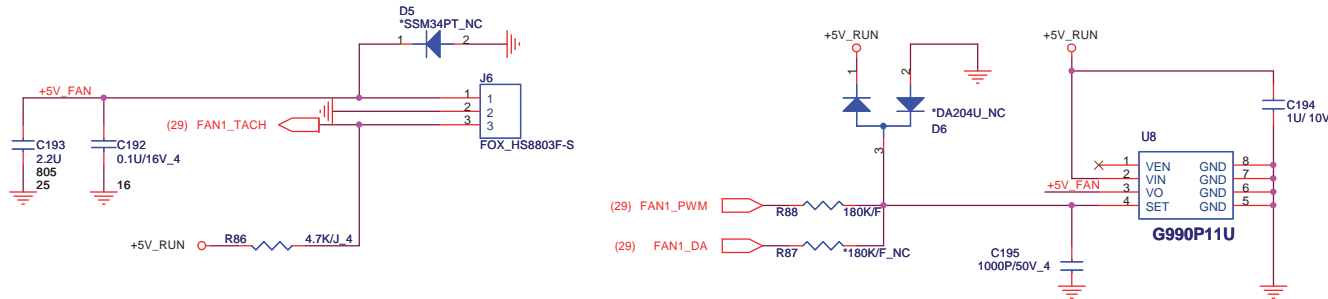 D5
*SSM34PT_NC
1
2
+5V_FAN
J6
1
2
3
1
2
3
FOX_HS8803F-S
(29) FAN1_TACH
C193
2.2U
805
25
C192
0.1U/16V_4
16
+5V_RUN
R86
4.7K/J_4
+5V_RUN
1
2
*DA204U_NC
D6
3
(29) FAN1_PWM
R88
180K/F
(29) FAN1_DA
R87
*180K/F_NC
C195
1000P/50V_4
+5V_RUN
C194
1U/ 10V
U8
+5V_FAN
1 VEN GND 8
2 VIN GND 7
3 VO GND 6
4 SET GND 5
G990P11U